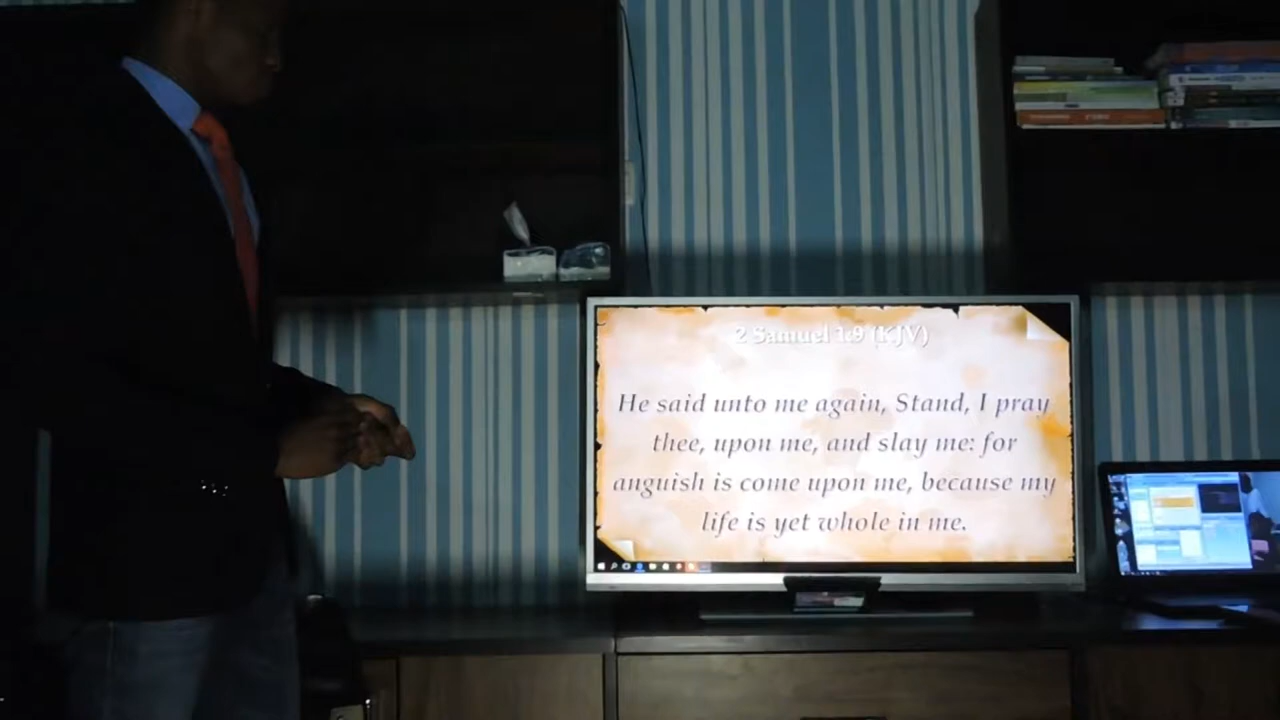 2 Samuel 1:9 (KJV)
He said unto me again, Stand, I pray
thee, upon me, and slay me: for
anguish is come upon me, because my
life is yet whole in me.